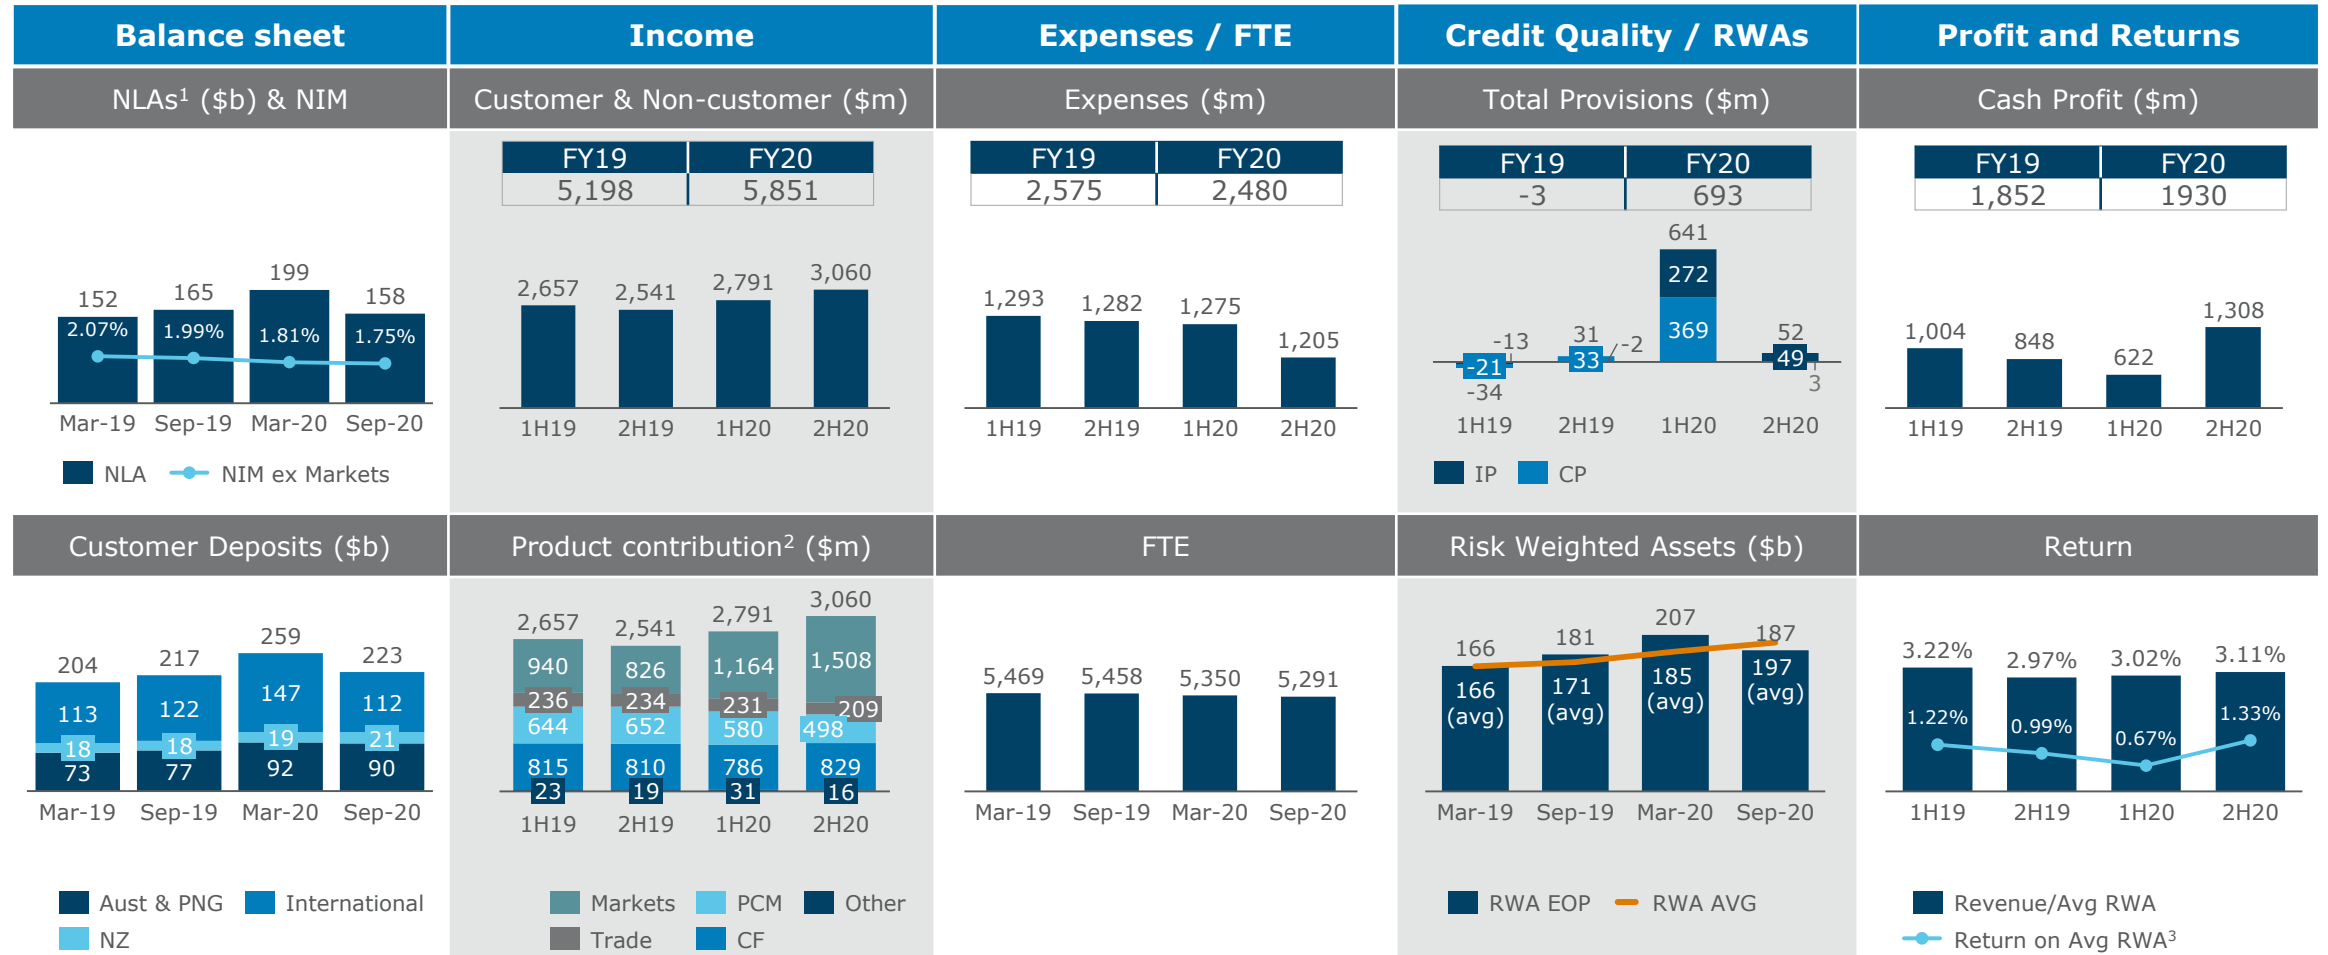 Balance sheet
Income
Expenses / FTE
Credit Quality / RWAs
Profit and Returns
NLAs¹ ($b) & NIM
Customer & Non-customer ($m)
Expenses ($m)
Total Provisions ($m)
Cash Profit ($m)
152 165 199 158
2.07% 1.99% 1.81% 1.75%
Mar-19 Sep-19 Mar-20 Sep-20
NLA NIM ex Markets
FY19 FY20
5,198 5,851
2,657 2,541 2,791 3,060
1H19 2H19 1H20 2H20
FY19 FY20
2,575 2,480
1,293 1,282 1,275 1,205
1H19 2H19 1H20 2H20
FY19 FY20
-3 693
641
272
-13 31 -2 369 52
-21 33 49
-34 3
1H19 2H19 1H20 2H20
IP CP
FY19 FY20
1,852 1930
1,004 848 622 1,308
1H19 2H19 1H20 2H20
Customer Deposits ($b)
Product contribution² ($m)
FTE
Risk Weighted Assets ($b)
Return
204 217 259 223
113 122 147 112
18 18 19 21
73 77 92 90
Mar-19 Sep-19 Mar-20 Sep-20
Aust & PNG International
NZ
2,657 2,541 2,791 3,060
940 826 1,164 1,508
236 234 231 209
644 652 580 498
815 810 786 829
23 19 31 16
1H19 2H19 1H20 2H20
Markets PCM Other
Trade CF
5,469 5,458 5,350 5,291
Mar-19 Sep-19 Mar-20 Sep-20
166 181 207 187
166 171 185 197
(avg) (avg) (avg) (avg)
Mar-19 Sep-19 Mar-20 Sep-20
RWA EOP RWA AVG
3.22% 2.97% 3.02% 3.11%
1.22% 0.99% 0.67% 1.33%
1H19 2H19 1H20 2H20
Revenue/Avg RWA
Return on Avg RWA³